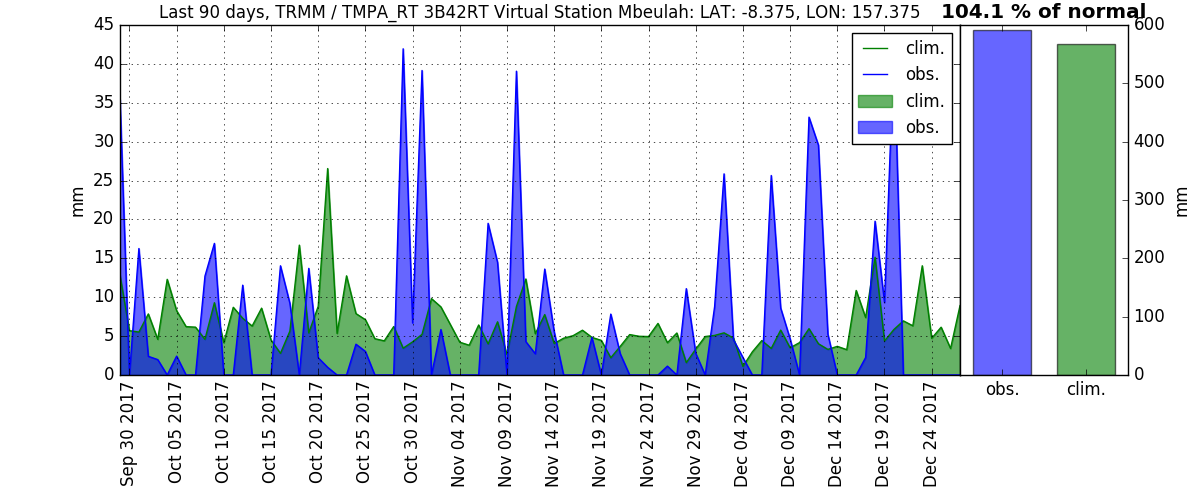 Last 90 days, TRMM / TMPA_RT 3B42RT Virtual Station Mbeulah: LAT: -8.375, LON: 157.375
104.1 % of normal
45
40
35
30
25
20
15
10
5
0
mm
clim.
obs.
clim.
obs.
600
500
400
300
200
100
0
mm
Sep 30 2017
Oct 05 2017
Oct 10 2017
Oct 15 2017
Oct 20 2017
Oct 25 2017
Oct 30 2017
Nov 04 2017
Nov 09 2017
Nov 14 2017
Nov 19 2017
Nov 24 2017
Nov 29 2017
Dec 04 2017
Dec 09 2017
Dec 14 2017
Dec 19 2017
Dec 24 2017
obs.
clim.